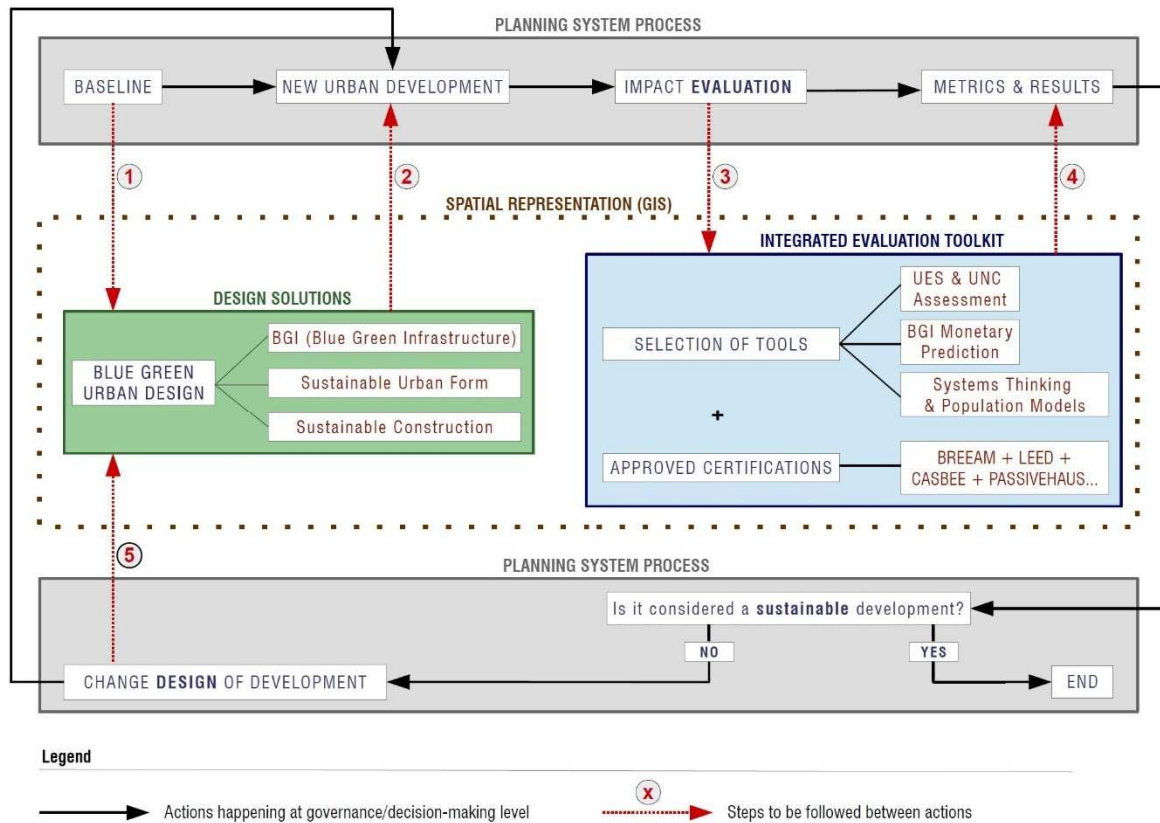 PLANNING SYSTEM PROCESS
BASELINE
NEW URBAN DEVELOPMENT
IMPACT EVALUATION
METRICS & RESULTS
1
2
3
4
SPATIAL REPRESENTATION (GIS)
INTEGRATED EVALUATION TOOLKIT
DESIGN SOLUTIONS
BLUE GREEN
URBAN DESIGN
BGI (Blue Green Infrastructure)
Sustainable Urban Form
Sustainable Construction
SELECTION OF TOOLS
UES & UNC
Assessment
BGI Monetary
Prediction
Systems Thinking
& Population Models
+
APPROVED CERTIFICATIONS
BREEAM + LEED +
CASBEE + PASSIVEHAUS...
5
PLANNING SYSTEM PROCESS
Is it considered a sustainable development?
NO
YES
CHANGE DESIGN OF DEVELOPMENT
END
Legend
Actions happening at governance/decision-making level
x
Steps to be followed between actions